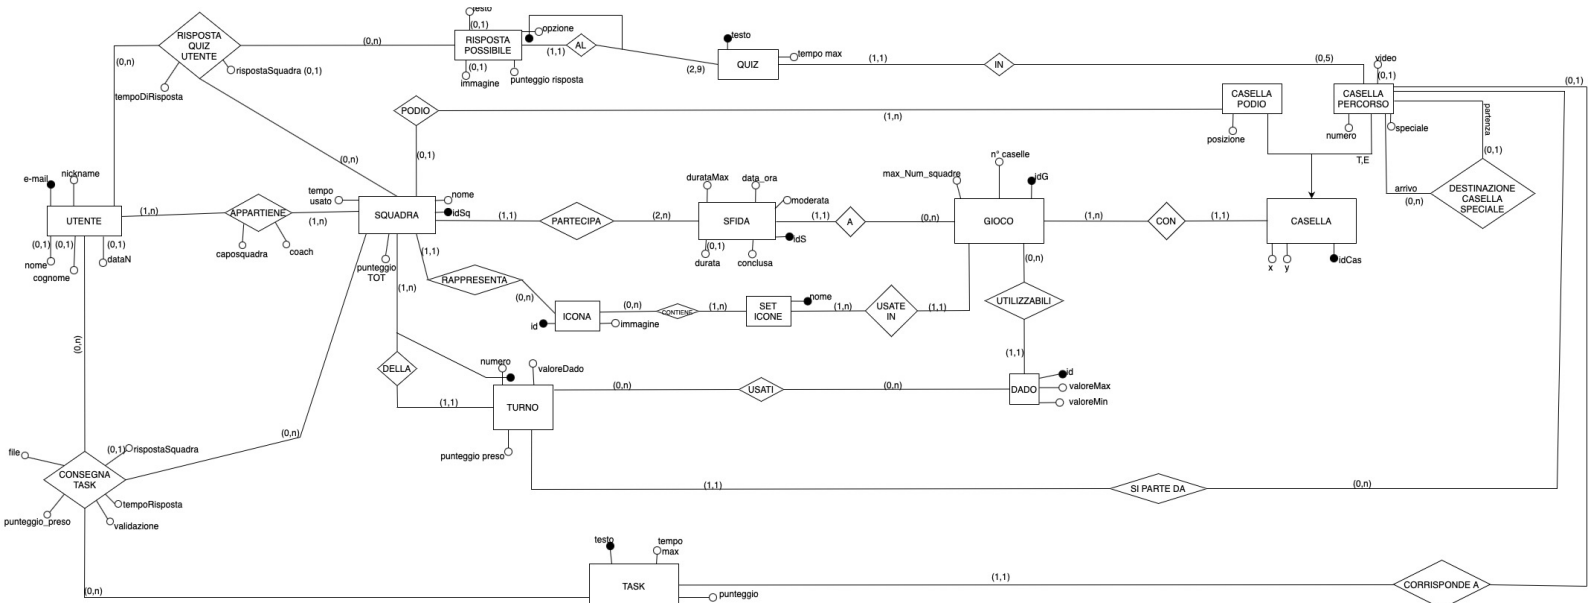 testo
(0,1)
opzione
RISPOSTA
QUIZ
UTENTE
(0,n)
(0,n)
RISPOSTA
POSSIBILE
(1,1)
AL
(2,9)
testo
QUIZ
tempo max
(1,1)
IN
(0,5)
video
(0,1)
(0,1)
rispostaSquadra (0,1)
tempoDiRisposta
(0,1)
immagine
punteggio risposta
CASELLA
PODIO
CASELLA
PERCORSO
PODIO
(1,n)
posizione
numero
speciale
partenza
(0,1)
(0,n)
(0,1)
T,E
n° caselle
e-mail
nickname
tempo
usato
nome
durataMax
data_ora
max_Num_squadre
idG
arrivo
(0,n)
DESTINAZIONE
CASELLA
SPECIALE
moderata
UTENTE
(1,n)
APPARTIENE
(1,n)
SQUADRA
idSq
(1,1)
PARTECIPA
(2,n)
SFIDA
(1,1)
A
(0,n)
GIOCO
(1,n)
CON
(1,1)
CASELLA
idS
(0,1)
(0,1)
(0,1)
nome
cognome
dataN
caposquadra
coach
punteggio
TOT
(1,1)
(0,1)
durata
conclusa
(0,n)
x
y
idCas
RAPPRESENTA
(1,n)
(0,n)
ICONA
id
immagine
(0,n)
CONTIENE
(1,n)
SET
ICONE
nome
(1,n)
USATE
IN
(1,1)
UTILIZZABILI
(0,n)
(1,1)
DELLA
numero
valoreDado
(1,1)
TURNO
(0,n)
USATI
(0,n)
DADO
id
valoreMax
valoreMin
punteggio preso
(0,n)
file
(0,1)
rispostaSquadra
CONSEGNA
TASK
tempoRisposta
punteggio_preso
validazione
(1,1)
SI PARTE DA
(0,n)
testo
tempo
max
(0,n)
TASK
punteggio
(1,1)
CORRISPONDE A